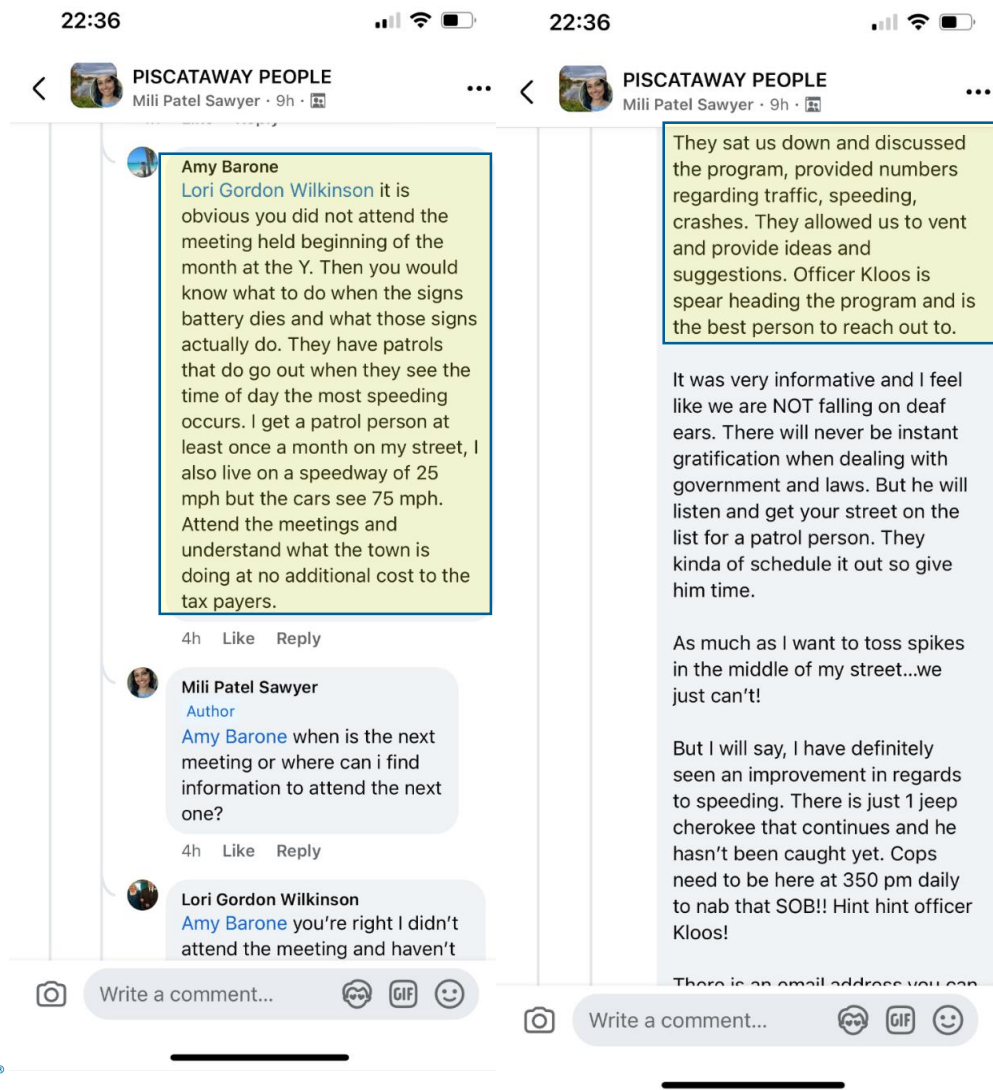 22:36
PISCATAWAY PEOPLE
Mili Patel Sawyer · 9h ·
Amy Barone
Lori Gordon Wilkinson it is
obvious you did not attend the
meeting held beginning of the
month at the Y. Then you would
know what to do when the signs
battery dies and what those signs
actually do. They have patrols
that do go out when they see the
time of day the most speeding
occurs. I get a patrol person at
least once a month on my street, I
also live on a speedway of 25
mph but the cars see 75 mph.
Attend the meetings and
understand what the town is
doing at no additional cost to the
tax payers.
4h Like Reply
Mili Patel Sawyer
Author
Amy Barone when is the next
meeting or where can i find
information to attend the next
one?
4h Like Reply
Lori Gordon Wilkinson
Amy Barone you're right I didn't
attend the meeting and haven't
Write a comment...
GIF
®
22:36
PISCATAWAY PEOPLE
Mili Patel Sawyer · 9h ·
They sat us down and discussed
the program, provided numbers
regarding traffic, speeding,
crashes. They allowed us to vent
and provide ideas and
suggestions. Officer Kloos is
spear heading the program and is
the best person to reach out to.
It was very informative and I feel
like we are NOT falling on deaf
ears. There will never be instant
gratification when dealing with
government and laws. But he will
listen and get your street on the
list for a patrol person. They
kinda of schedule it out so give
him time.
As much as I want to toss spikes
in the middle of my street...we
just can't!
But I will say, I have definitely
seen an improvement in regards
to speeding. There is just 1 jeep
cherokee that continues and he
hasn't been caught yet. Cops
need to be here at 350 pm daily
to nab that SOB!! Hint hint officer
Kloos!
There is an email address you can
Write a comment...
GIF